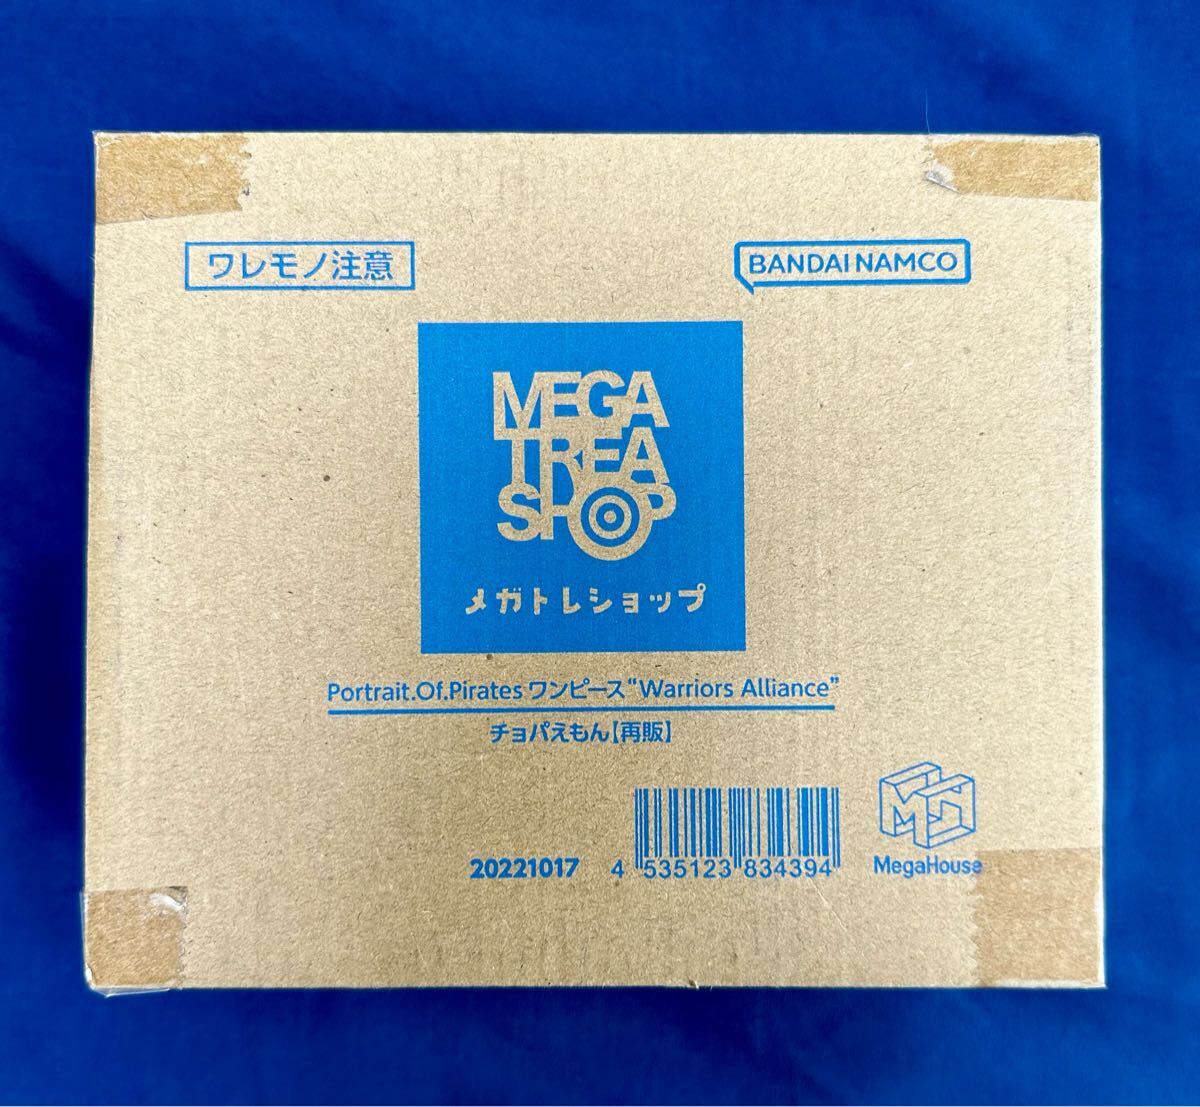 ワレモノ注意
BANDAI NAMCO
MEGA
TREA
SHOP
メガトレショップ
Portrait.Of.Pirates ワンピース“Warriors Alliance”
チョパえもん【再販】
20221017
4 535123 834394
MH
MegaHouse